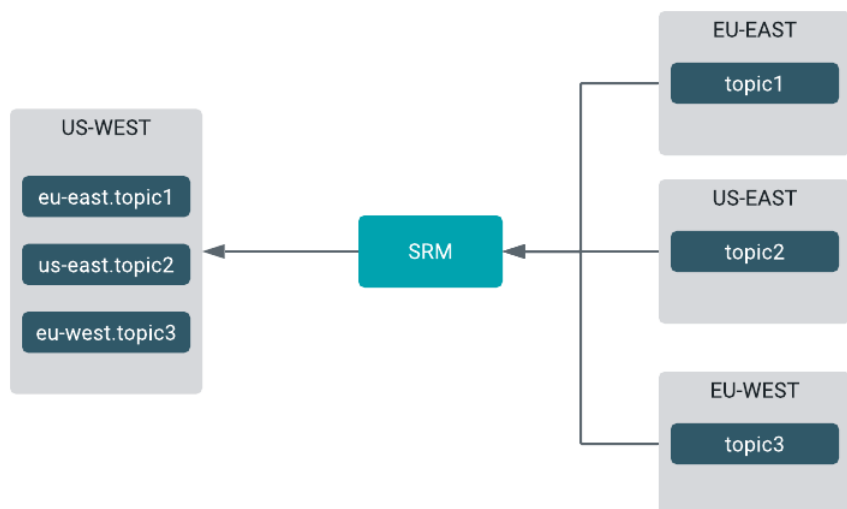 US-WEST
eu-east.topic1
us-east.topic2
eu-west.topic3
SRM
EU-EAST
topic1
US-EAST
topic2
EU-WEST
topic3